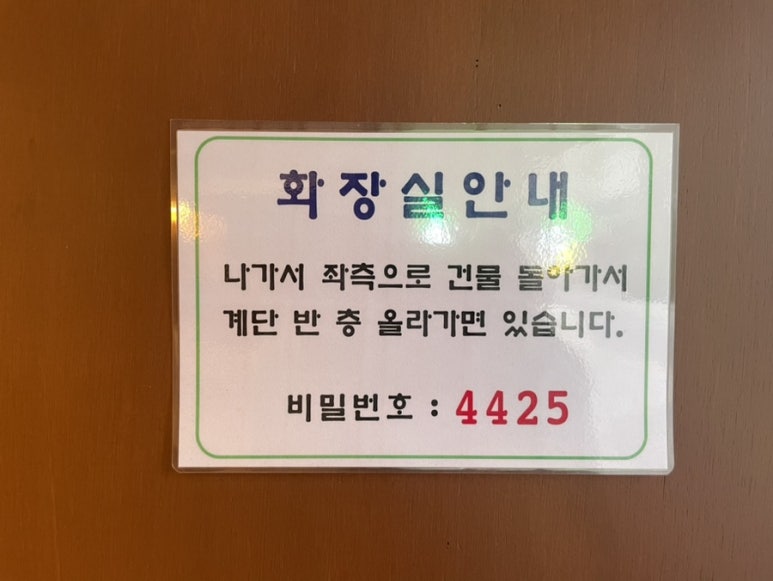 화장실안내
나가서 좌측으로 건물 돌아가서
계단 반 층 올라가면 있습니다.
비밀번호 : 4425